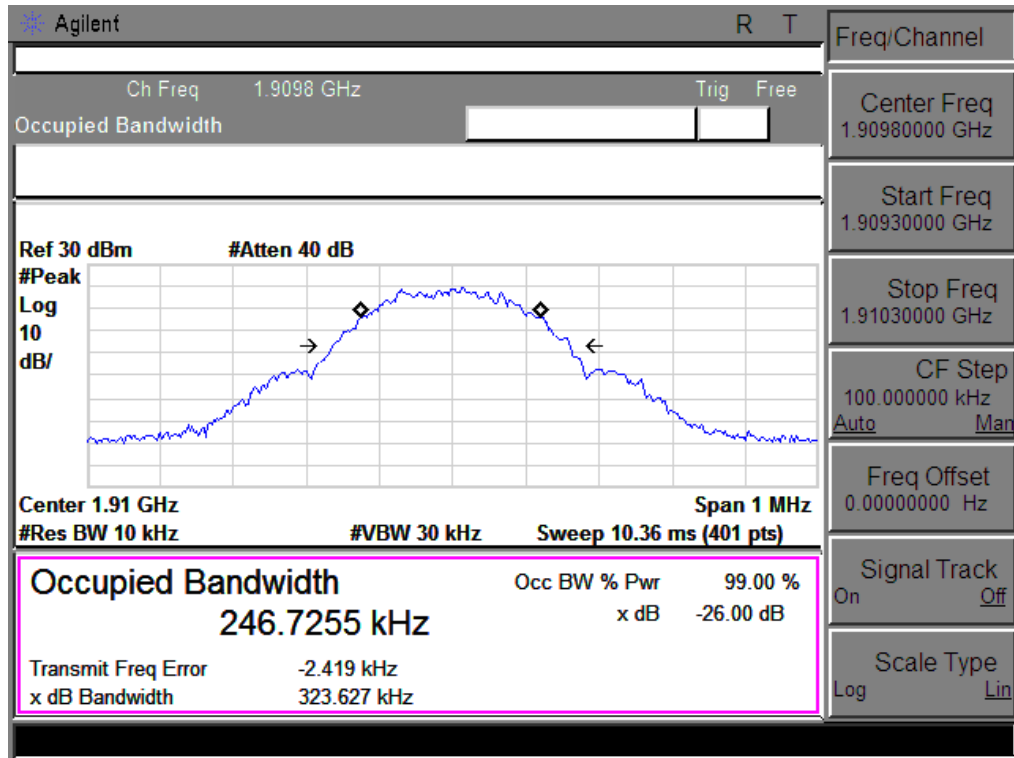 Agilent R T
Ch Freq 1.9098 GHz Trig Free
Occupied Bandwidth
Ref 30 dBm #Atten 40 dB
#Peak
Log
10
dB/
Center 1.91 GHz Span 1 MHz
#Res BW 10 kHz #VBW 30 kHz Sweep 10.36 ms (401 pts)
Occupied Bandwidth Occ BW % Pwr 99.00 %
246.7255 kHz x dB -26.00 dB
Transmit Freq Error -2.419 kHz
x dB Bandwidth 323.627 kHz
Freq/Channel
Center Freq
1.90980000 GHz
Start Freq
1.90930000 GHz
Stop Freq
1.91030000 GHz
CF Step
100.000000 kHz
Auto Man
Freq Offset
0.00000000 Hz
Signal Track
On Off
Scale Type
Log Lin